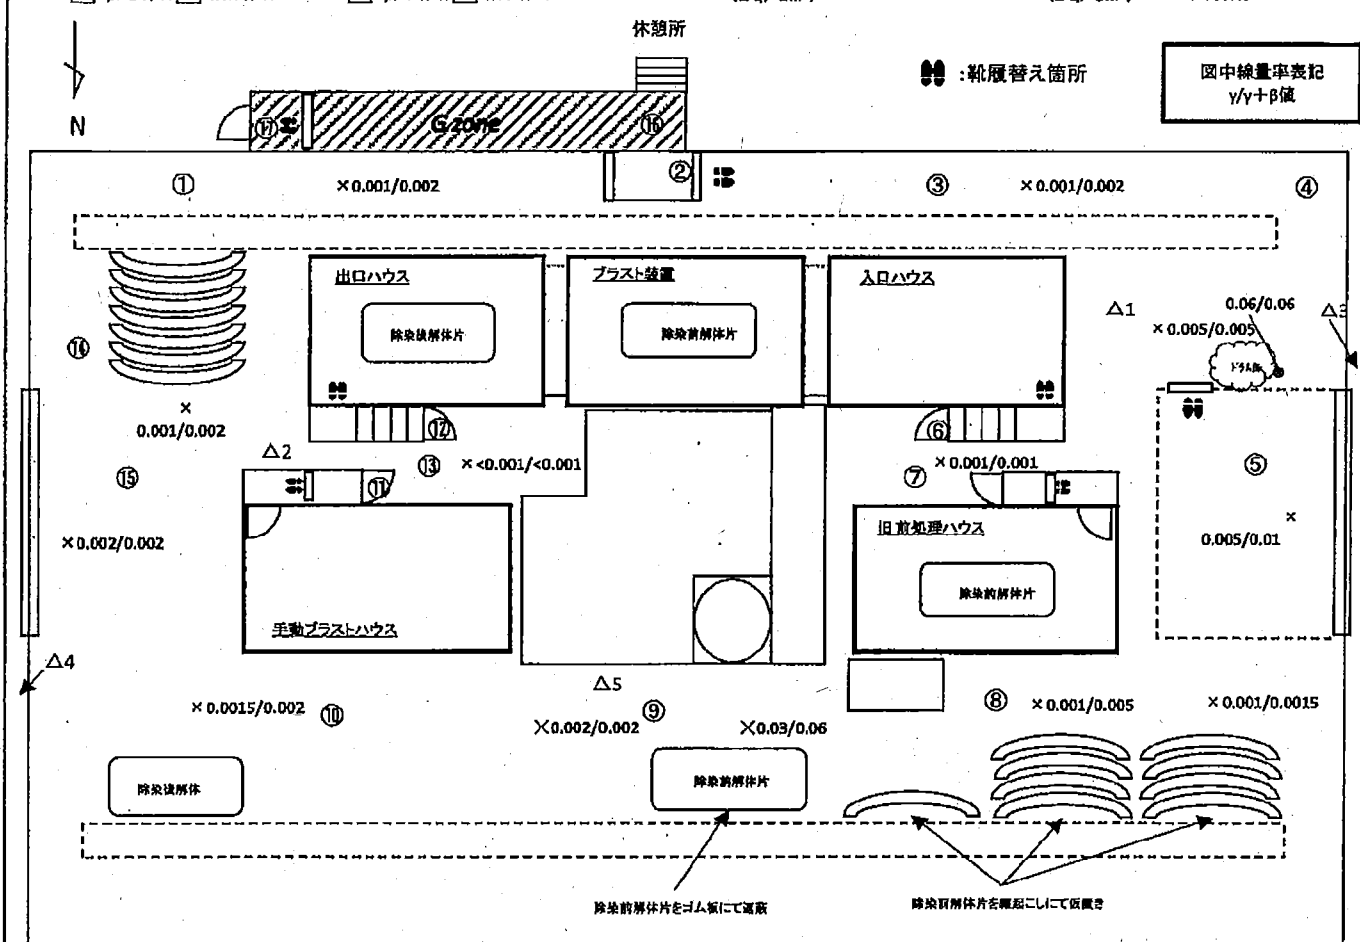 休憩所
:靴履替え箇所
図中線量率表記
γ/γ+β値
N
⑰
G zone
⑯
①
×0.001/0.002
②
③
×0.001/0.002
④
出口ハウス
除染後解体片
ブラスト装置
除染前解体片
入口ハウス
△1
0.06/0.06
△3
×0.005/0.005
ドラム缶
⑭
×
0.001/0.002
⑫
⑥
△2
⑬
×<0.001/<0.001
×0.001/0.001
⑤
⑮
⑪
⑦
×0.002/0.002
旧前処理ハウス
×
0.005/0.01
除染前解体片
手動ブラストハウス
△4
△5
×0.0015/0.002
⑩
×0.002/0.002
⑨
×0.03/0.06
⑧
×0.001/0.005
×0.001/0.0015
除染後解体
除染前解体片
除染前解体片をゴム板にて遮蔽
除染前解体片を縦起こしにて仮置き